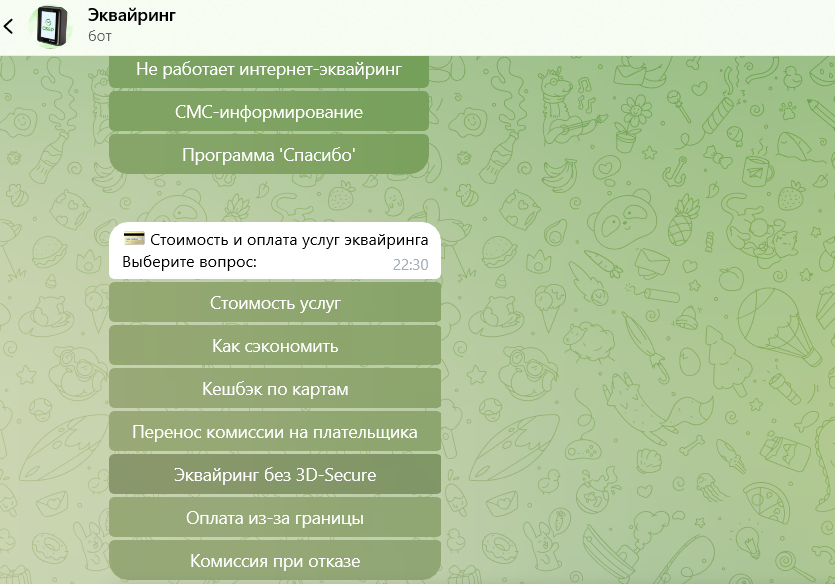 Эквайринг
бот
Не работает интернет-эквайринг
СМС-информирование
Программа 'Спасибо'
💳 Стоимость и оплата услуг эквайринга
Выберите вопрос:
22:30
Стоимость услуг
Как сэкономить
Кешбэк по картам
Перенос комиссии на плательщика
Эквайринг без 3D-Secure
Оплата из-за границы
Комиссия при отказе